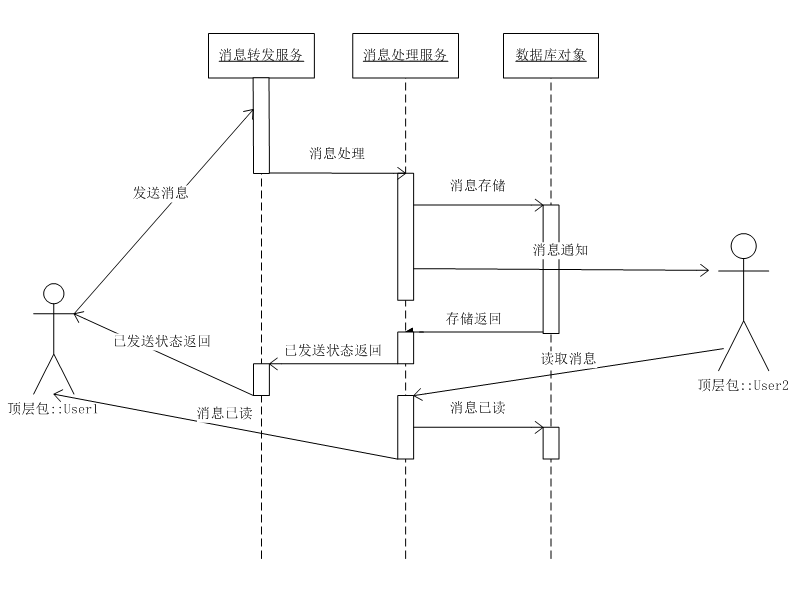 消息转发服务
消息处理服务
数据库对象
消息处理
消息存储
发送消息
消息通知
存储返回
已发送状态返回
已发送状态返回
读取消息
顶层包::User2
顶层包::User1
消息已读
消息已读